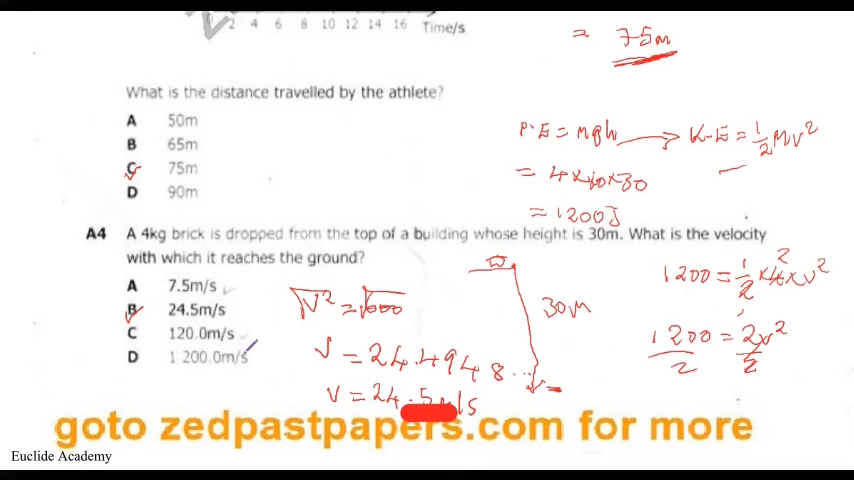 2 4 6 8 10 12 14 16 Time/s
= 75m
What is the distance travelled by the athlete?
A 50m
B 65m
C 75m
D 90m
P.E = mgh → K.E = 1/2 MV²
= 4×10×30
= 1200J
A4 A 4kg brick is dropped from the top of a building whose height is 30m. What is the velocity
with which it reaches the ground?
A 7.5m/s
B 24.5m/s
C 120.0m/s
D 1 200.0m/s
√V² = √600
V = 24.4948...
V = 24.5m/s
30M
1200 = 1/2 × 4 × V²
1200 = 2V²
2 2
goto zedpastpapers.com for more
Euclide Academy